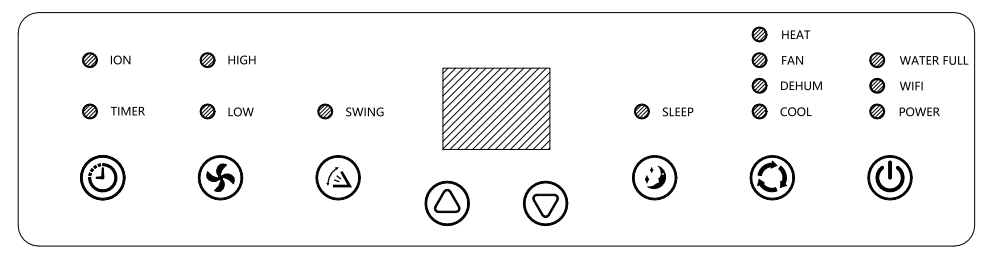 HEAT
ION
HIGH
FAN
WATER FULL
DEHUM
WIFI
TIMER
LOW
SWING
SLEEP
COOL
POWER